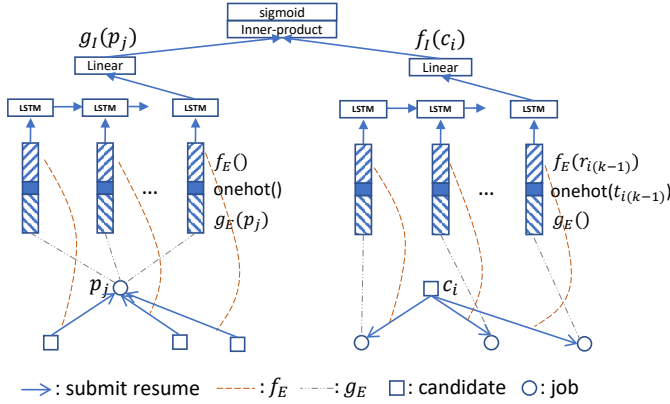 sigmoid
Inner-product
g_I(p_j)
f_I(c_i)
Linear
Linear
LSTM
LSTM
LSTM
LSTM
LSTM
LSTM
f_E()
onehot()
g_E(p_j)
...
f_E(r_{i(k-1)})
onehot(t_{i(k-1)})
g_E()
...
p_j
c_i
: submit resume
: f_E
: g_E
: candidate
: job